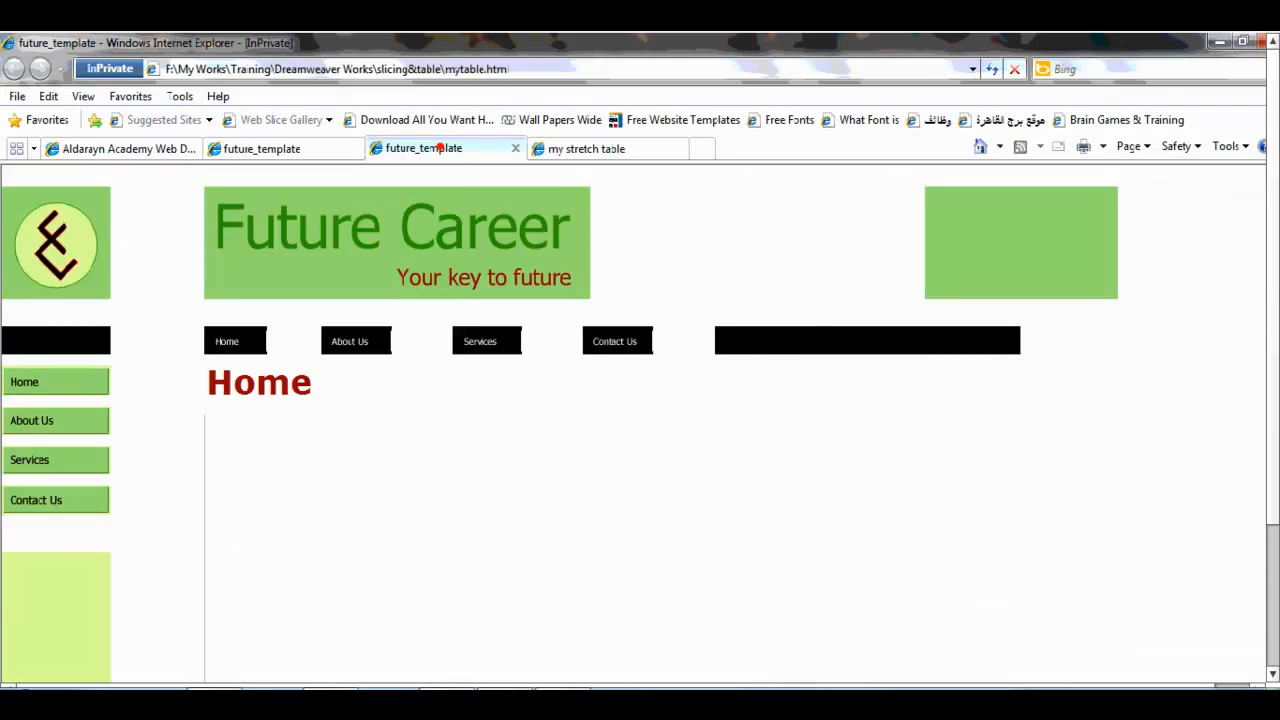 future_template - Windows Internet Explorer - [InPrivate]
InPrivate F:\My Works\Training\Dreamweaver Works\slicing&table\mytable.htm Bing
File Edit View Favorites Tools Help
Favorites Suggested Sites Web Slice Gallery Download All You Want H... Wall Papers Wide Free Website Templates Free Fonts What Font is وظائف موقع برج القاهرة Brain Games & Training
Aldarayn Academy Web D... future_template future_template my stretch table Page Safety Tools
Future Career
Your key to future
Home About Us Services Contact Us
Home
Home
About Us
Services
Contact Us